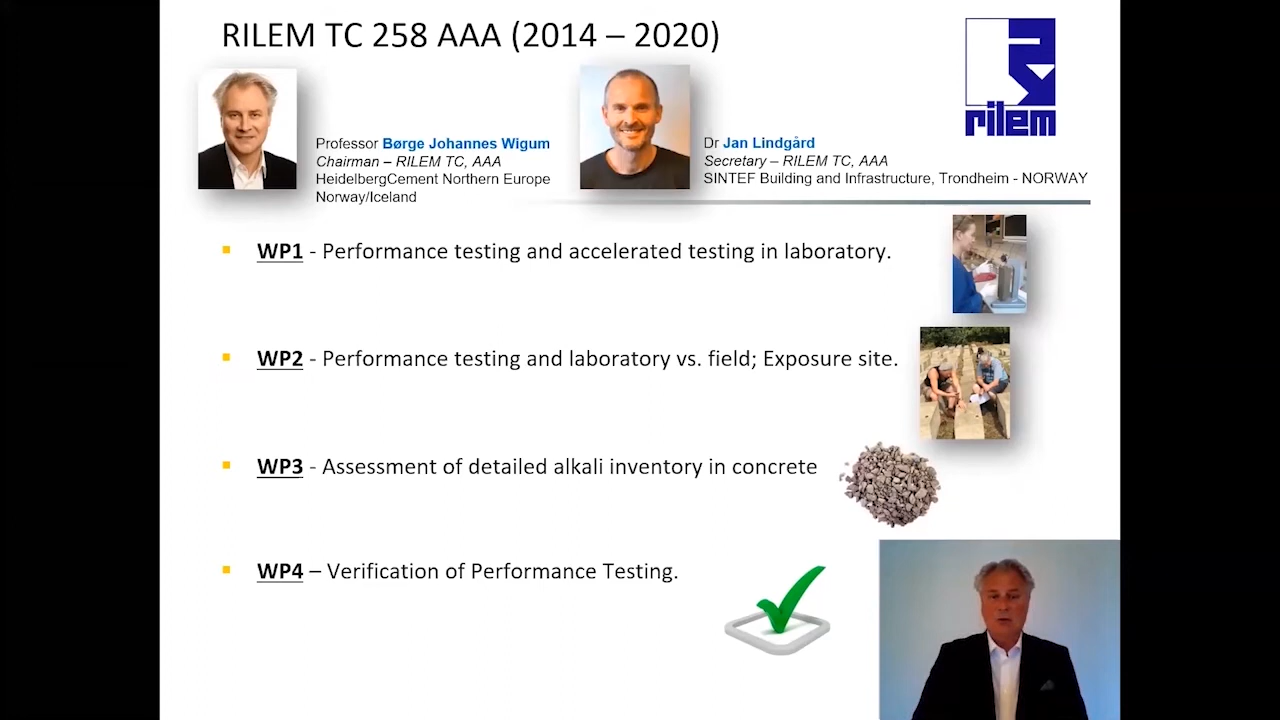 RILEM TC 258 AAA (2014 – 2020)
rilem
Professor Børge Johannes Wigum
Chairman – RILEM TC, AAA
HeidelbergCement Northern Europe
Norway/Iceland
Dr Jan Lindgård
Secretary – RILEM TC, AAA
SINTEF Building and Infrastructure, Trondheim - NORWAY
▪ WP1 - Performance testing and accelerated testing in laboratory.
▪ WP2 - Performance testing and laboratory vs. field; Exposure site.
▪ WP3 - Assessment of detailed alkali inventory in concrete
▪ WP4 – Verification of Performance Testing.